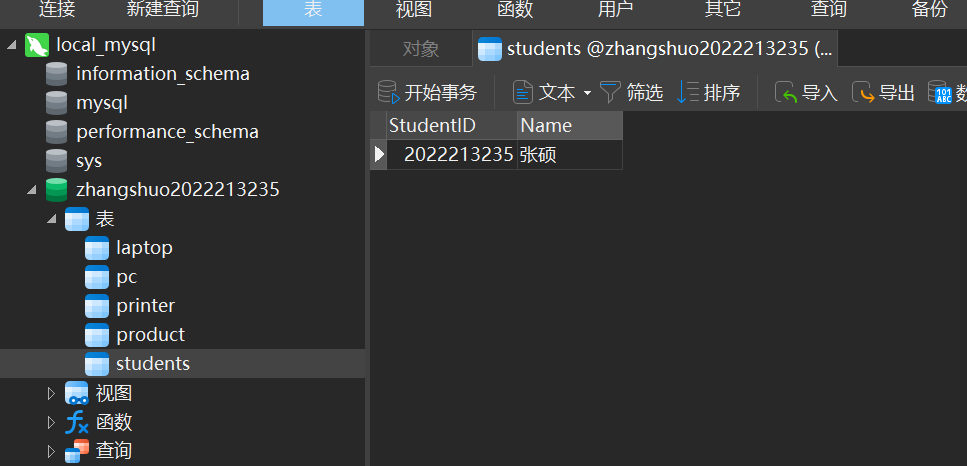 连接 新建查询 表 视图 函数 用户 其它 查询 备份
local_mysql
information_schema
mysql
performance_schema
sys
zhangshuo2022213235
表
laptop
pc
printer
product
students
视图
函数
查询
对象 students @zhangshuo2022213235 (...
开始事务 文本 筛选 排序 导入 导出 数
StudentID Name
2022213235 张硕